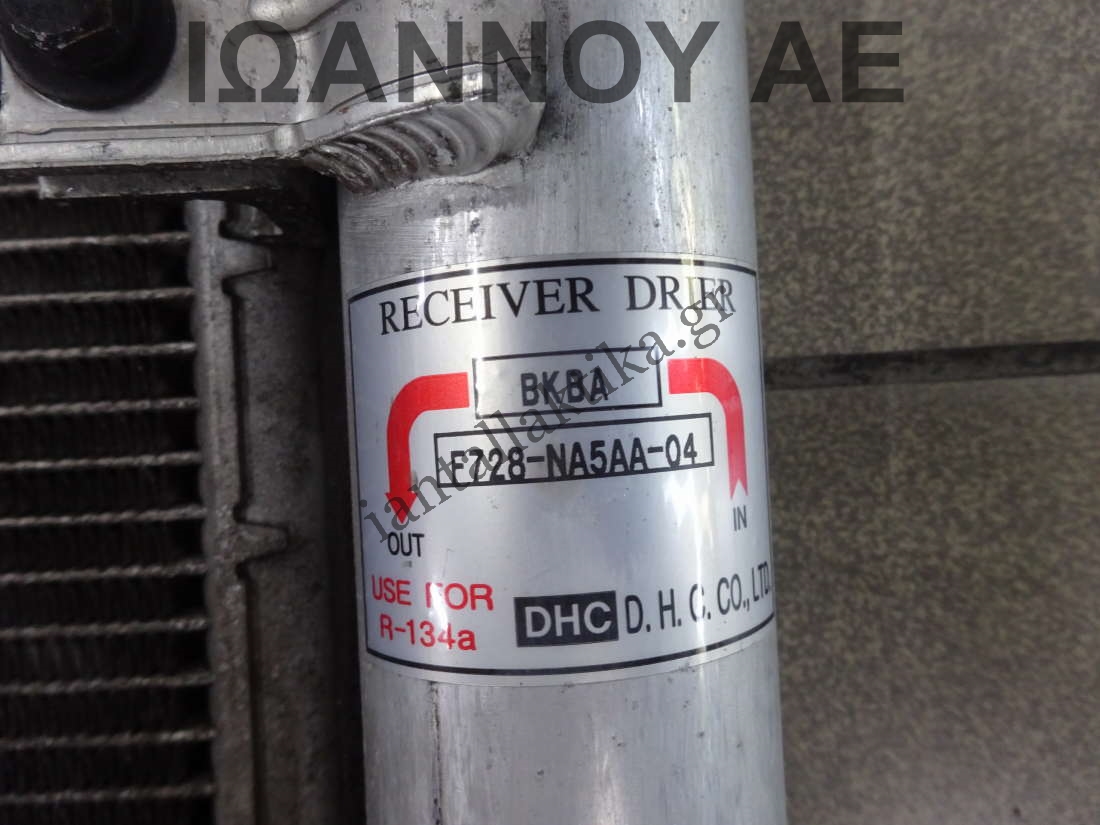 ΙΩΑΝΝΟΥ ΑΕ
RECEIVER DRIER
BKBA
F728-NA5AA-04
OUT
IN
USE FOR
R-134a
DHC D. H. C. CO., LTD.
iantallaktika.gr